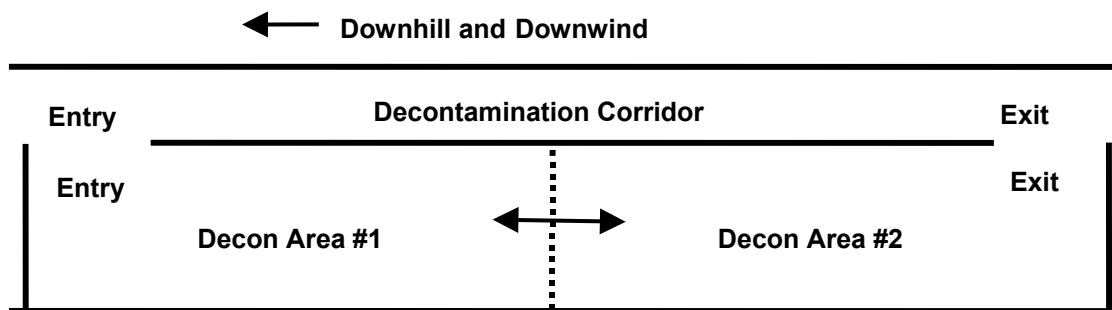 Downhill and Downwind
Entry
Decontamination Corridor
Exit
Entry
Exit
Decon Area #1
Decon Area #2